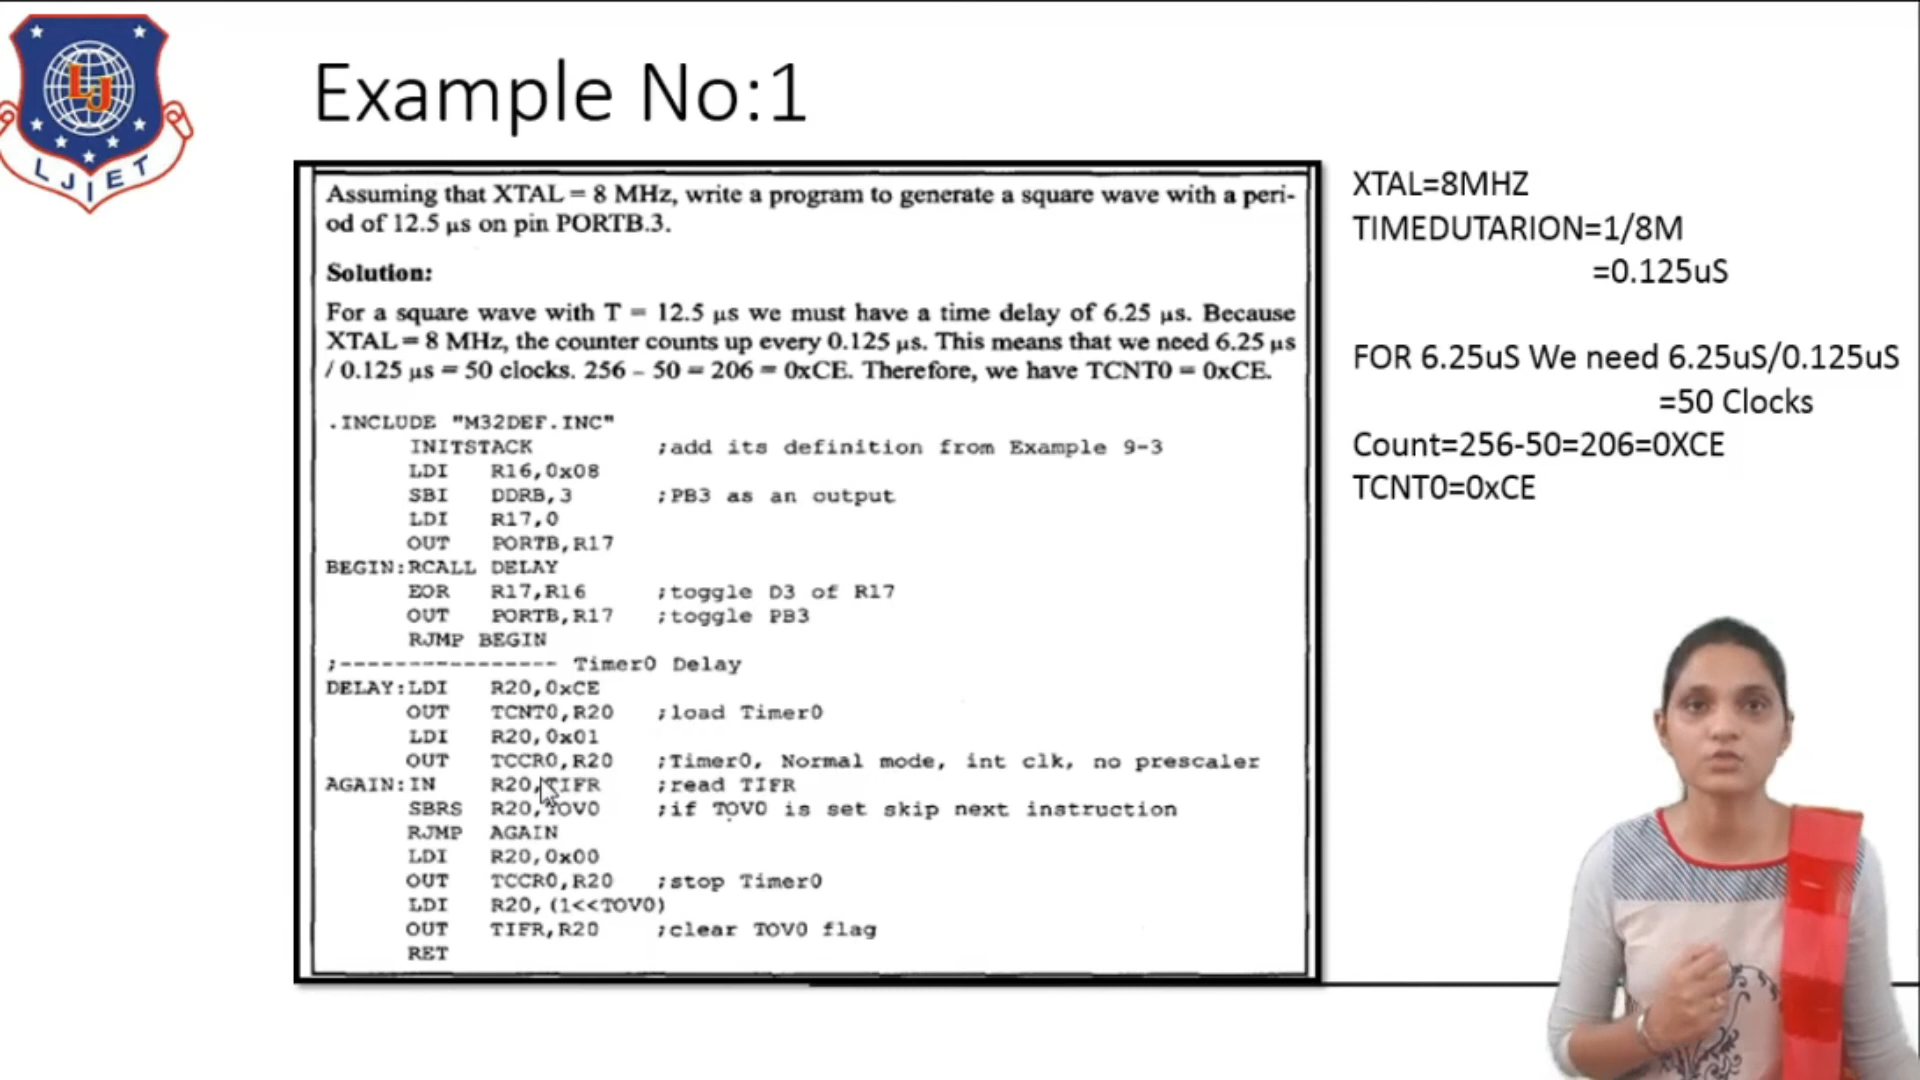 LJ
LJIET
Example No:1
Assuming that XTAL = 8 MHz, write a program to generate a square wave with a peri-
od of 12.5 µs on pin PORTB.3.
Solution:
For a square wave with T = 12.5 µs we must have a time delay of 6.25 µs. Because
XTAL = 8 MHz, the counter counts up every 0.125 µs. This means that we need 6.25 µs
/ 0.125 µs = 50 clocks. 256 – 50 = 206 = 0xCE. Therefore, we have TCNT0 = 0xCE.
.INCLUDE "M32DEF.INC"
INITSTACK ;add its definition from Example 9-3
LDI R16,0x08
SBI DDRB,3 ;PB3 as an output
LDI R17,0
OUT PORTB,R17
BEGIN:RCALL DELAY
EOR R17,R16 ;toggle D3 of R17
OUT PORTB,R17 ;toggle PB3
RJMP BEGIN
;---------------- Timer0 Delay
DELAY:LDI R20,0xCE
OUT TCNT0,R20 ;load Timer0
LDI R20,0x01
OUT TCCR0,R20 ;Timer0, Normal mode, int clk, no prescaler
AGAIN:IN R20,TIFR ;read TIFR
SBRS R20,TOV0 ;if TOV0 is set skip next instruction
RJMP AGAIN
LDI R20,0x00
OUT TCCR0,R20 ;stop Timer0
LDI R20,(1<<TOV0)
OUT TIFR,R20 ;clear TOV0 flag
RET
XTAL=8MHZ
TIMEDUTARION=1/8M
=0.125uS
FOR 6.25uS We need 6.25uS/0.125uS
=50 Clocks
Count=256-50=206=0XCE
TCNT0=0xCE